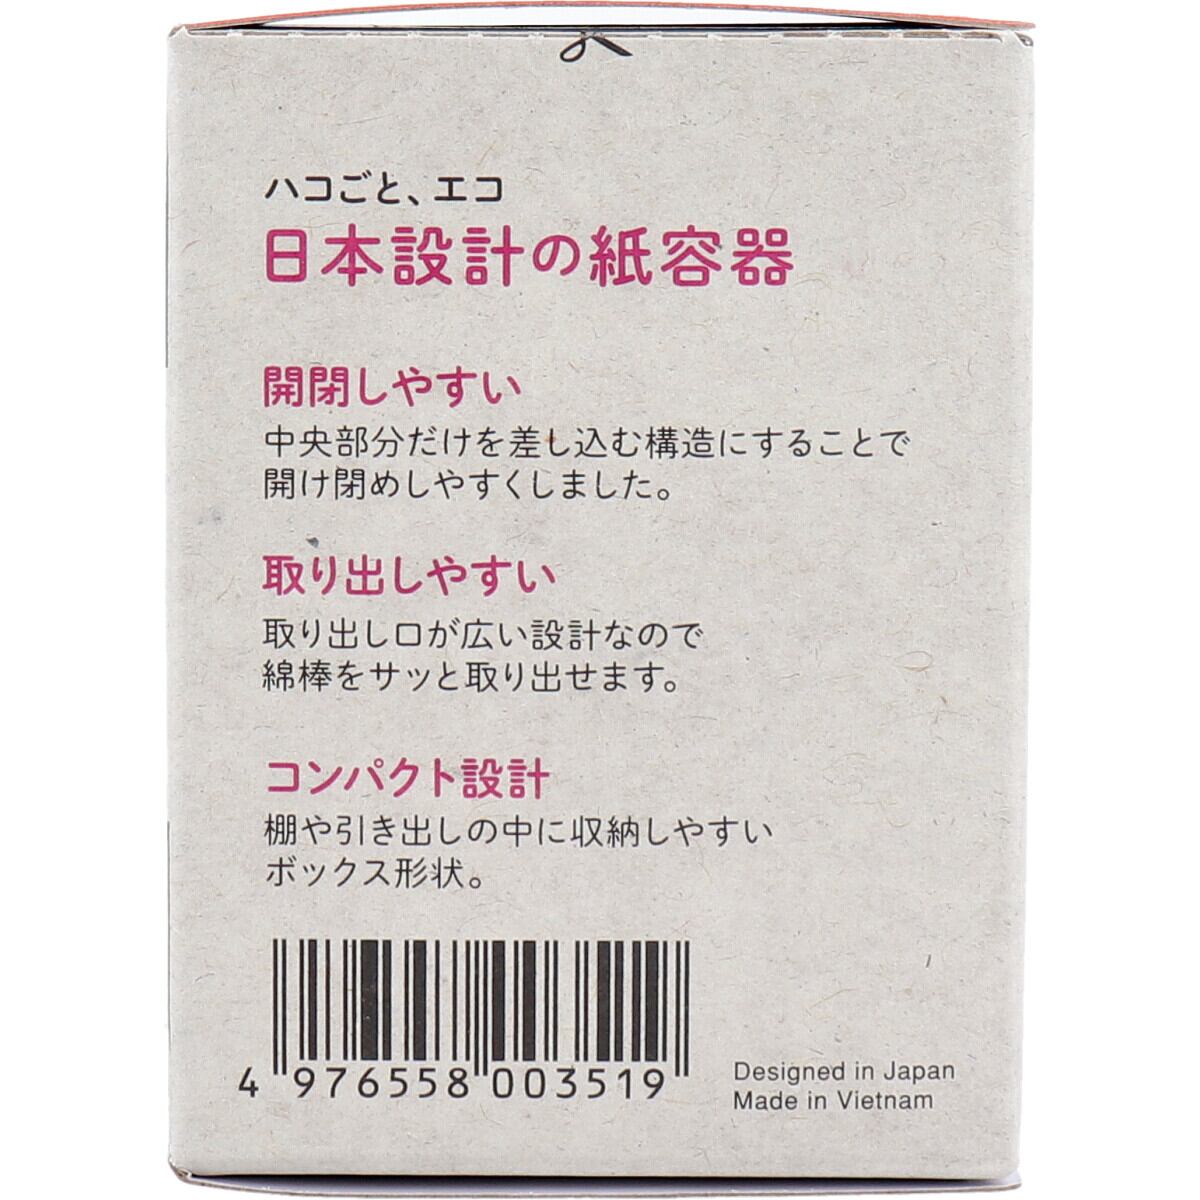 ハコごと、エコ
日本設計の紙容器
開閉しやすい
中央部分だけを差し込む構造にすることで
開け閉めしやすくしました。
取り出しやすい
取り出し口が広い設計なので
綿棒をサッと取り出せます。
コンパクト設計
棚や引き出しの中に収納しやすい
ボックス形状。
4 976558 003519
Designed in Japan
Made in Vietnam